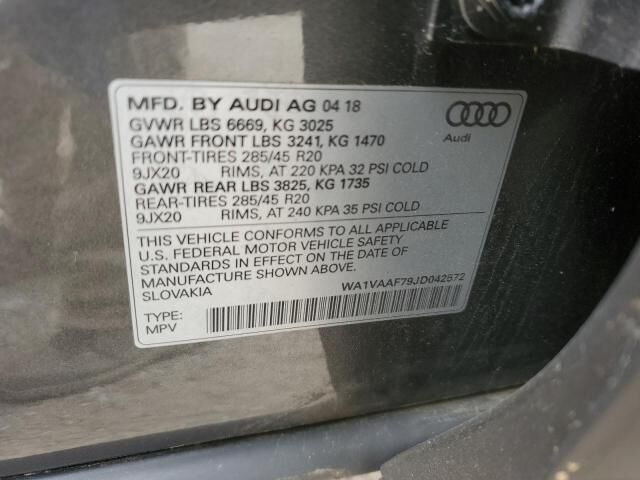 MFD. BY AUDI AG 04 18
GVWR LBS 6669, KG 3025
GAWR FRONT LBS 3241, KG 1470
FRONT-TIRES 285/45 R20
9JX20 RIMS, AT 220 KPA 32 PSI COLD
GAWR REAR LBS 3825, KG 1735
REAR-TIRES 285/45 R20
9JX20 RIMS, AT 240 KPA 35 PSI COLD
Audi
THIS VEHICLE CONFORMS TO ALL APPLICABLE
U.S. FEDERAL MOTOR VEHICLE SAFETY
STANDARDS IN EFFECT ON THE DATE OF
MANUFACTURE SHOWN ABOVE.
SLOVAKIA
WA1VAAF79JD042572
TYPE:
MPV